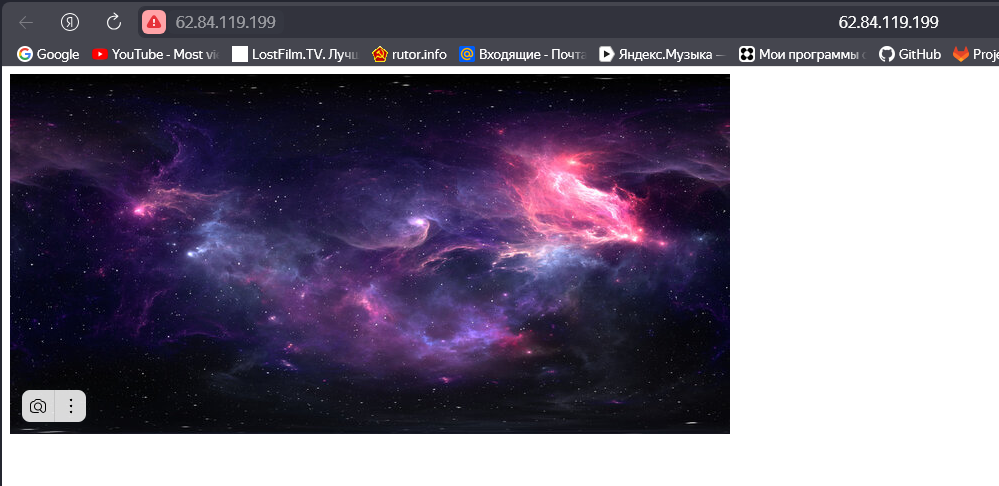 62.84.119.199 62.84.119.199
Google YouTube - Most vi LostFilm.TV. Лучш rutor.info Входящие - Почта Яндекс.Музыка — Мои программы с GitHub Proje